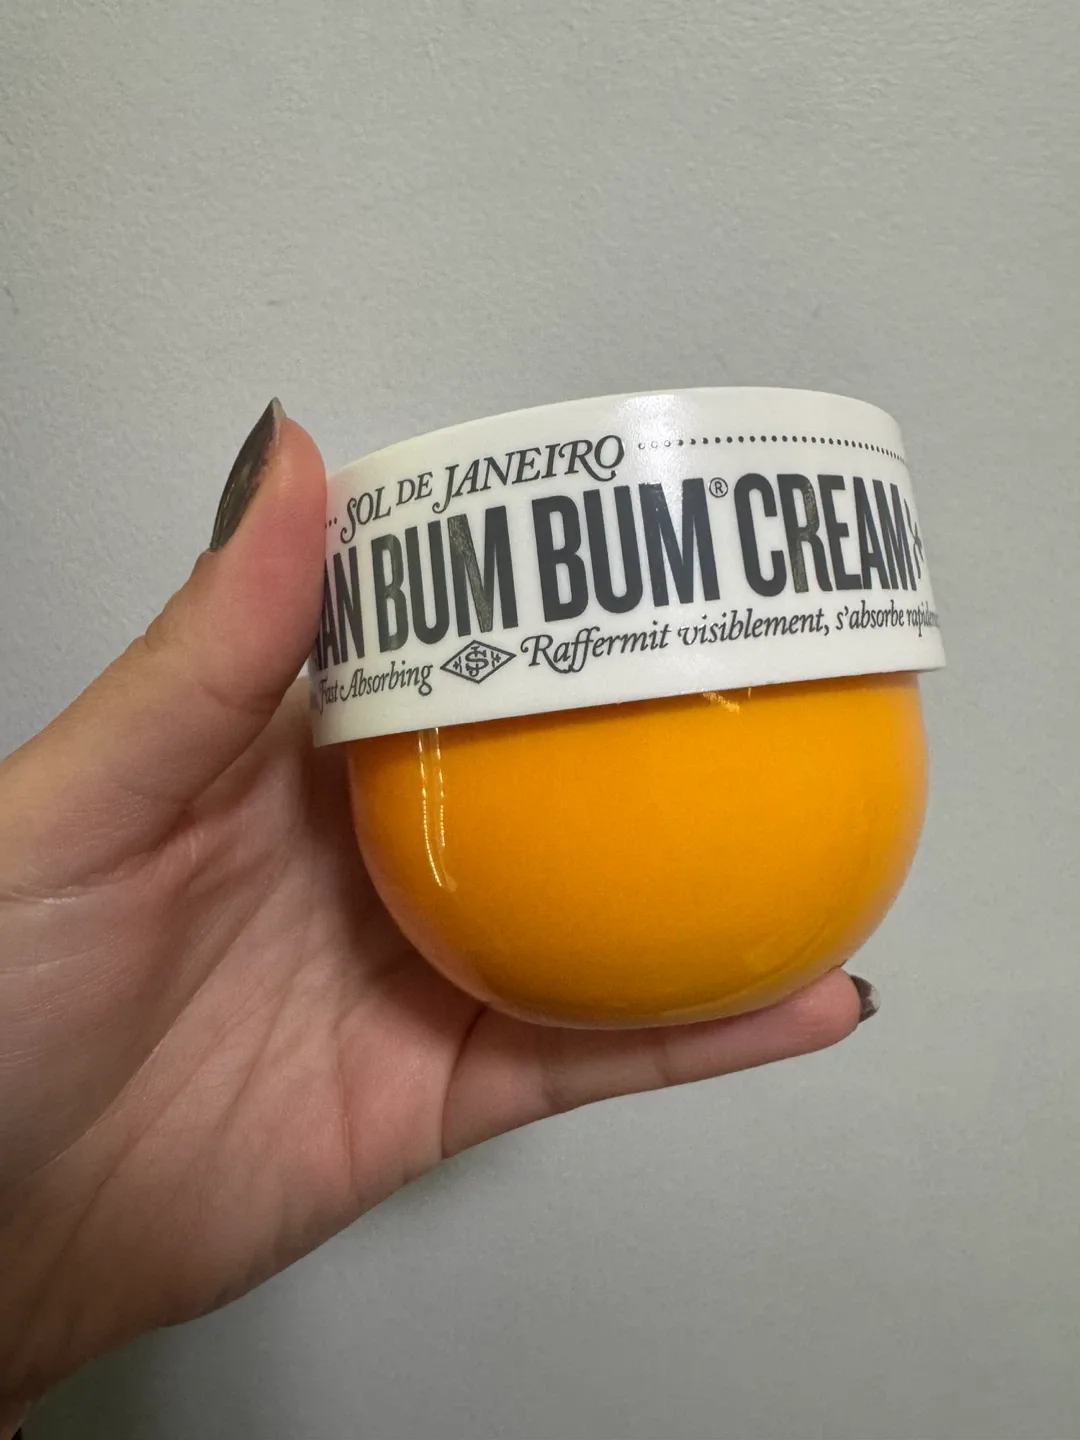 SOL DE JANEIRO
BUM BUM® CREAM
Fast Absorbing Raffermit visiblement, s'absorbe